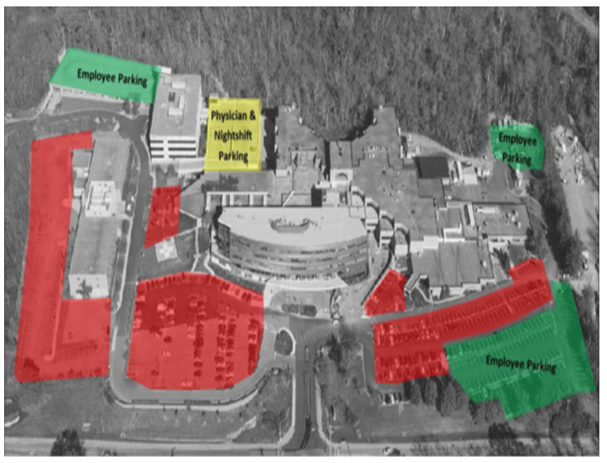 Employee Parking
Physician &
Nightshift
Parking
Employee
Parking
Employee Parking